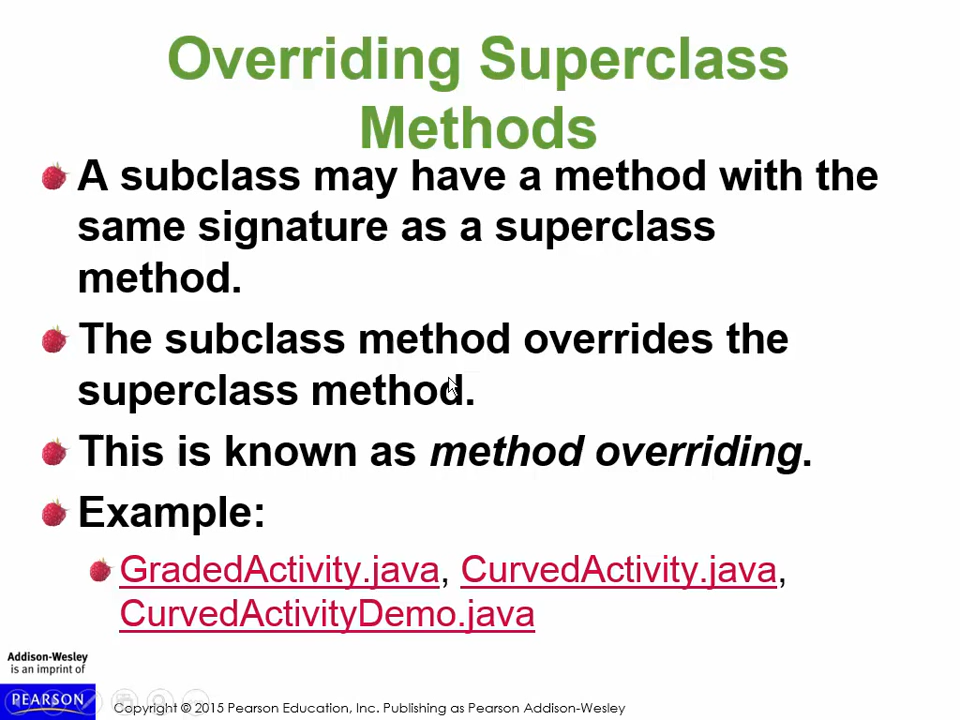 Overriding Superclass
Methods
A subclass may have a method with the
same signature as a superclass
method.
The subclass method overrides the
superclass method.
This is known as method overriding.
Example:
GradedActivity.java, CurvedActivity.java,
CurvedActivityDemo.java
Addison-Wesley
is an imprint of
PEARSON
Copyright © 2015 Pearson Education, Inc. Publishing as Pearson Addison-Wesley